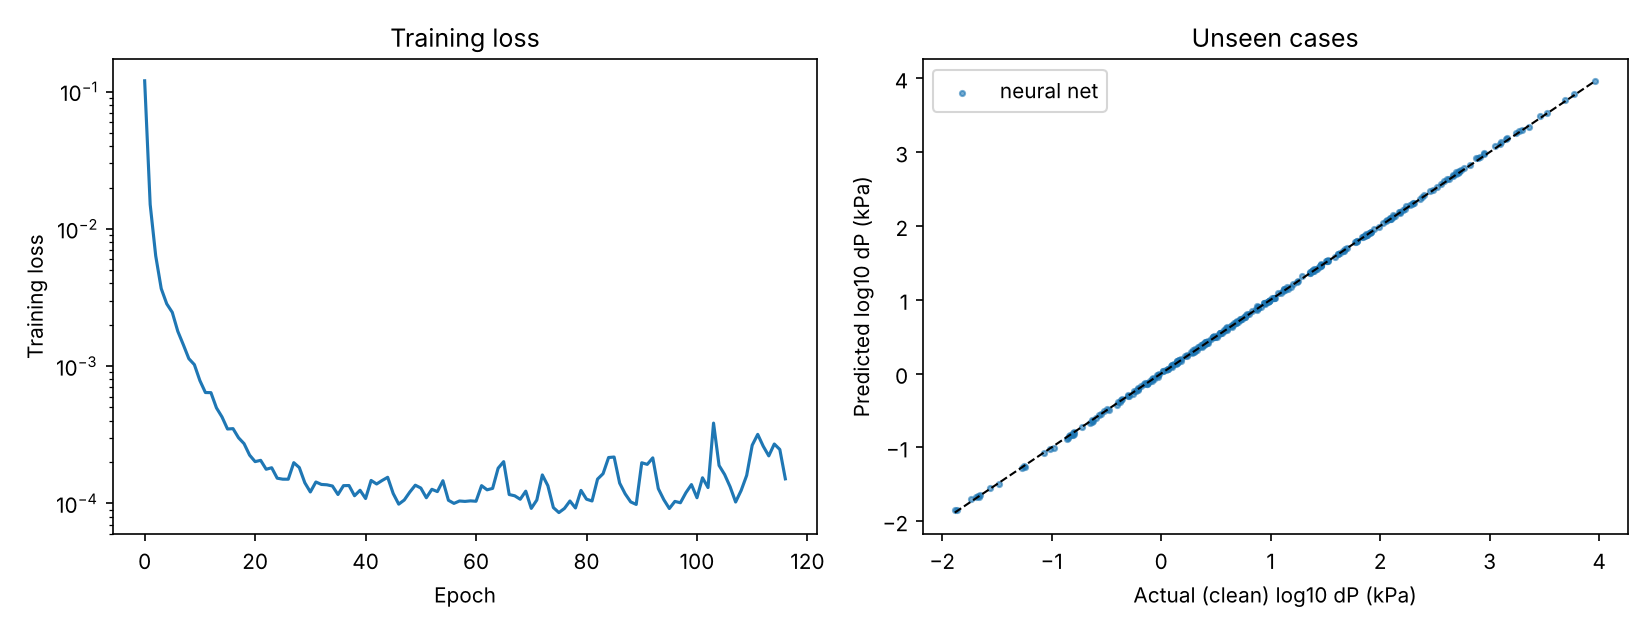 Training loss
10⁻¹
10⁻²
10⁻³
10⁻⁴
Training loss
0 20 40 60 80 100 120
Epoch
Unseen cases
neural net
4
3
2
1
0
−1
−2
Predicted log10 dP (kPa)
−2 −1 0 1 2 3 4
Actual (clean) log10 dP (kPa)